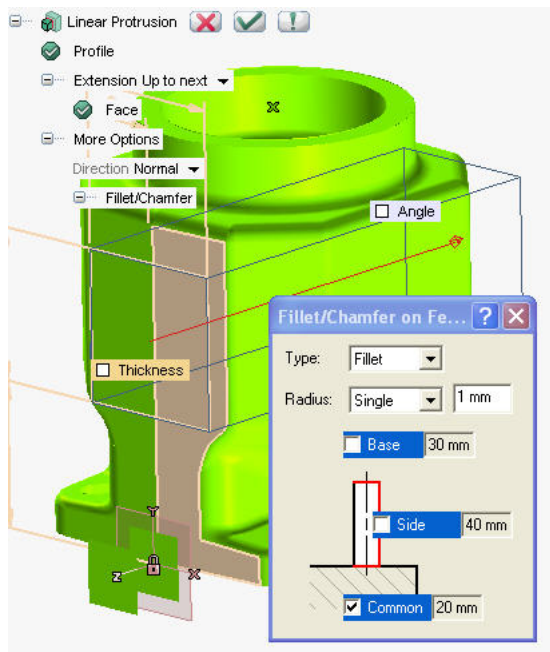 Linear Protrusion
Profile
Extension Up to next
Face
More Options
Direction Normal
Fillet/Chamfer
Angle
Thickness
Y
Z
X
Fillet/Chamfer on Fe...
Type: Fillet
Radius: Single 1 mm
Base 30 mm
Side 40 mm
Common 20 mm